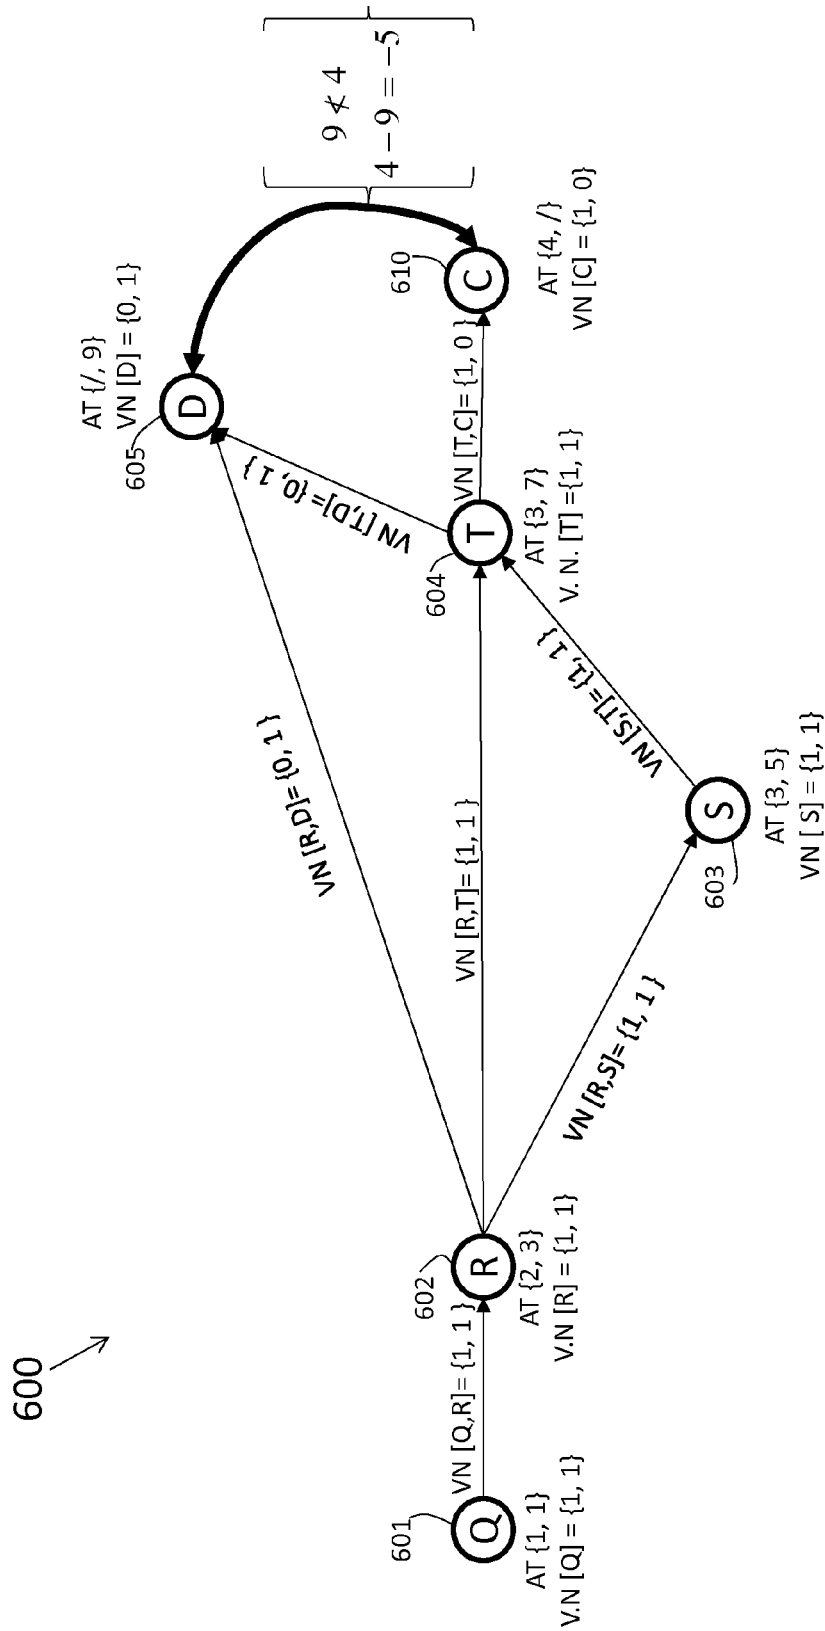 600
601
Q
AT {1, 1}
V.N [Q] = {1, 1}
VN [Q,R]= {1, 1 }
602
R
AT {2, 3}
V.N [R] = {1, 1}
VN [R,D]= {0, 1 }
VN [R,T]= {1, 1 }
VN [R,S]= {1, 1 }
603
S
AT {3, 5}
VN [ S] = {1, 1}
VN [S,T]= {1, 1 }
604
T
AT {3, 7}
V. N. [T] ={1, 1}
VN [T,D]= {0, 1 }
VN [T,C]= {1, 0 }
605
D
AT {/, 9}
VN [D] = {0, 1}
610
C
AT {4, /}
VN [C] = {1, 0}
9 ≮ 4
4 − 9 = −5